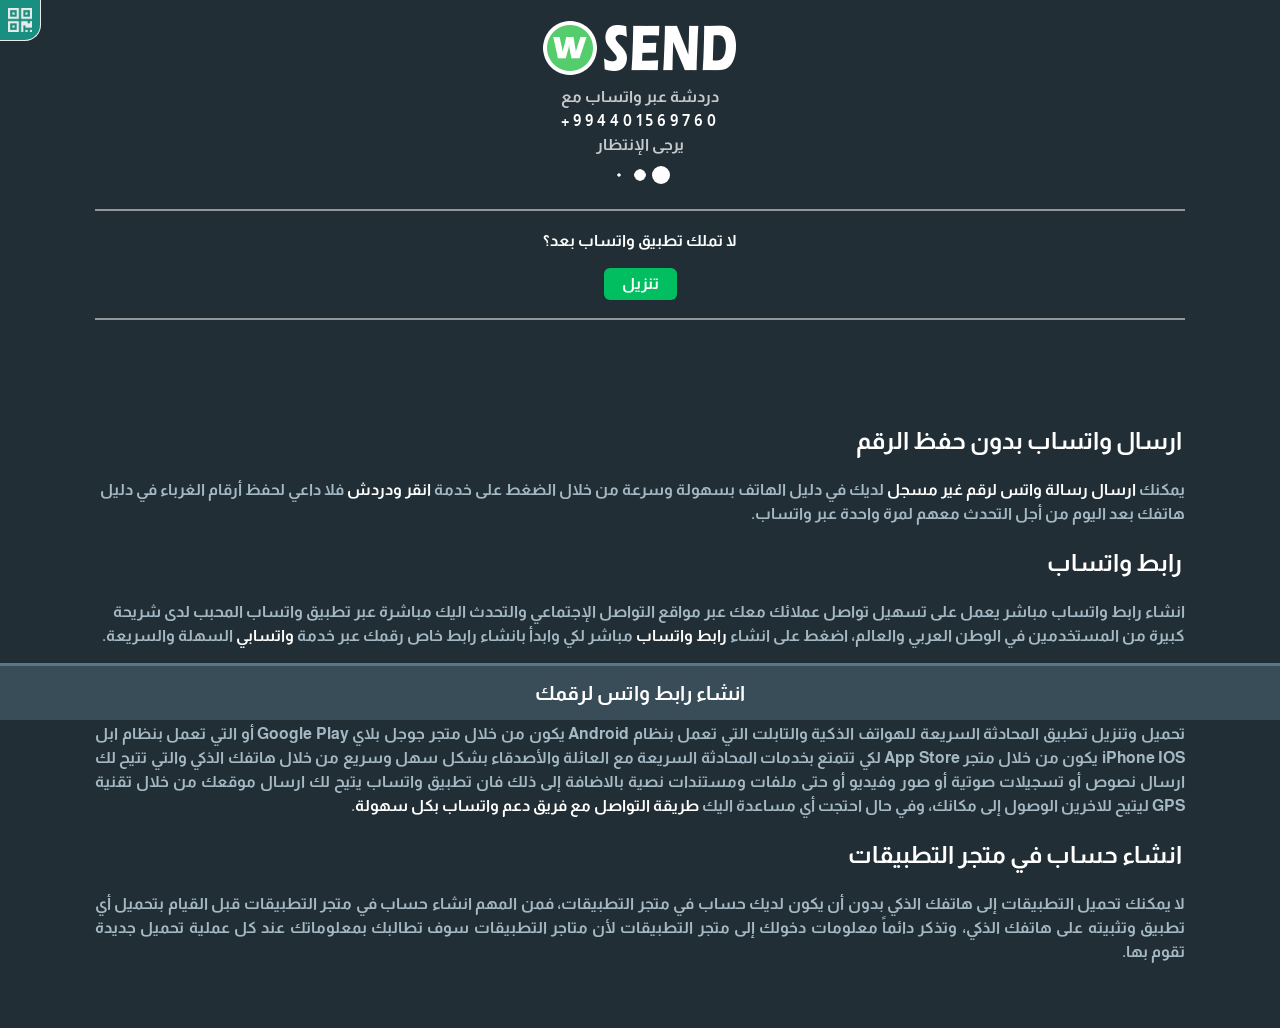 W SEND
دردشة عبر واتساب مع
+994401569760
يرجى الإنتظار
لا تملك تطبيق واتساب بعد؟
تنزيل
ارسال واتساب بدون حفظ الرقم
يمكنك ارسال رسالة واتس لرقم غير مسجل لديك في دليل الهاتف بسهولة وسرعة من خلال الضغط على خدمة انقر ودردش فلا داعي لحفظ أرقام الغرباء في دليل
هاتفك بعد اليوم من أجل التحدث معهم لمرة واحدة عبر واتساب.
رابط واتساب
انشاء رابط واتساب مباشر يعمل على تسهيل تواصل عملائك معك عبر مواقع التواصل الإجتماعي والتحدث اليك مباشرة عبر تطبيق واتساب المحبب لدى شريحة
كبيرة من المستخدمين في الوطن العربي والعالم، اضغط على انشاء رابط واتساب مباشر لكي وابدأ بانشاء رابط خاص رقمك عبر خدمة واتسابي السهلة والسريعة.
انشاء رابط واتس لرقمك
تحميل وتنزيل تطبيق المحادثة السريعة للهواتف الذكية والتابلت التي تعمل بنظام Android يكون من خلال متجر جوجل بلاي Google Play أو التي تعمل بنظام ابل
iPhone IOS يكون من خلال متجر App Store لكي تتمتع بخدمات المحادثة السريعة مع العائلة والأصدقاء بشكل سهل وسريع من خلال هاتفك الذكي والتي تتيح لك
ارسال نصوص أو تسجيلات صوتية أو صور وفيديو أو حتى ملفات ومستندات نصية بالاضافة إلى ذلك فان تطبيق واتساب يتيح لك ارسال موقعك من خلال تقنية
GPS ليتيح للاخرين الوصول إلى مكانك، وفي حال احتجت أي مساعدة اليك طريقة التواصل مع فريق دعم واتساب بكل سهولة.
انشاء حساب في متجر التطبيقات
لا يمكنك تحميل التطبيقات إلى هاتفك الذكي بدون أن يكون لديك حساب في متجر التطبيقات، فمن المهم انشاء حساب في متجر التطبيقات قبل القيام بتحميل أي
تطبيق وتثبيته على هاتفك الذكي، وتذكر دائماً معلومات دخولك إلى متجر التطبيقات لأن متاجر التطبيقات سوف تطالبك بمعلوماتك عند كل عملية تحميل جديدة
تقوم بها.